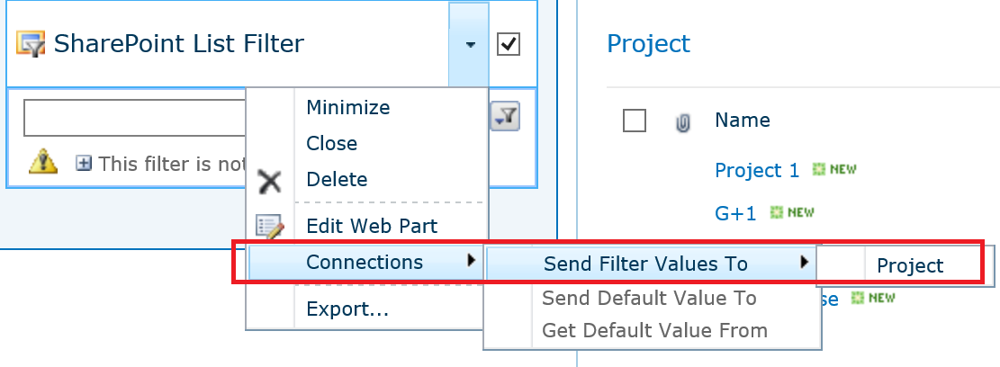 SharePoint List Filter
This filter is not
Minimize
Close
Delete
Edit Web Part
Connections
Export...
Send Filter Values To
Send Default Value To
Get Default Value From
Project
Project
Name
Project 1 NEW
G+1 NEW
se NEW